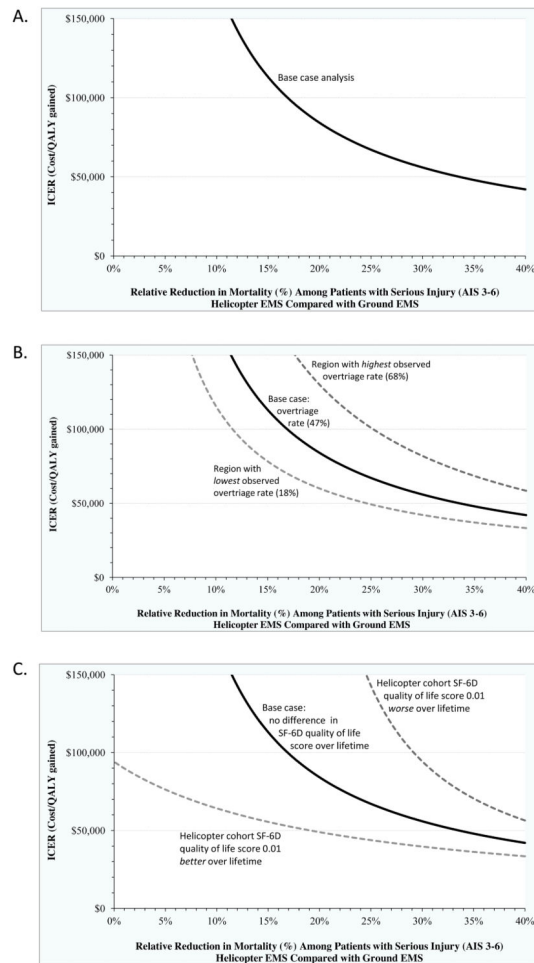 A.
$150,000
$100,000
$50,000
$0
ICER (Cost/QALY gained)
Base case analysis
0% 5% 10% 15% 20% 25% 30% 35% 40%
Relative Reduction in Mortality (%) Among Patients with Serious Injury (AIS 3-6)
Helicopter EMS Compared with Ground EMS
B.
$150,000
$100,000
$50,000
$0
ICER (Cost/QALY gained)
Region with highest observed
overtriage rate (68%)
Base case:
overtriage
rate (47%)
Region with
lowest observed
overtriage rate (18%)
0% 5% 10% 15% 20% 25% 30% 35% 40%
Relative Reduction in Mortality (%) Among Patients with Serious Injury (AIS 3-6)
Helicopter EMS Compared with Ground EMS
C.
$150,000
$100,000
$50,000
$0
ICER (Cost/QALY gained)
Helicopter cohort SF-6D
quality of life score 0.01
worse over lifetime
Base case:
no difference in
SF-6D quality of life
score over lifetime
Helicopter cohort SF-6D
quality of life score 0.01
better over lifetime
0% 5% 10% 15% 20% 25% 30% 35% 40%
Relative Reduction in Mortality (%) Among Patients with Serious Injury (AIS 3-6)
Helicopter EMS Compared with Ground EMS